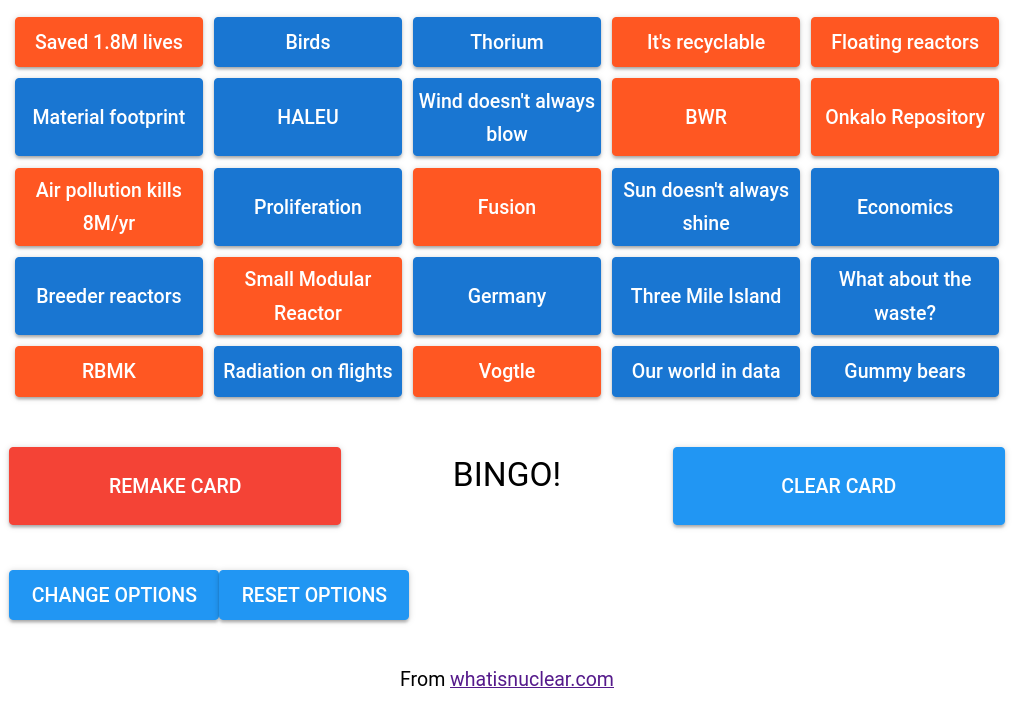 Saved 1.8M lives
Birds
Thorium
It's recyclable
Floating reactors
Material footprint
HALEU
Wind doesn't always
blow
BWR
Onkalo Repository
Air pollution kills
8M/yr
Proliferation
Fusion
Sun doesn't always
shine
Economics
Breeder reactors
Small Modular
Reactor
Germany
Three Mile Island
What about the
waste?
RBMK
Radiation on flights
Vogtle
Our world in data
Gummy bears
REMAKE CARD
BINGO!
CLEAR CARD
CHANGE OPTIONS
RESET OPTIONS
From whatisnuclear.com